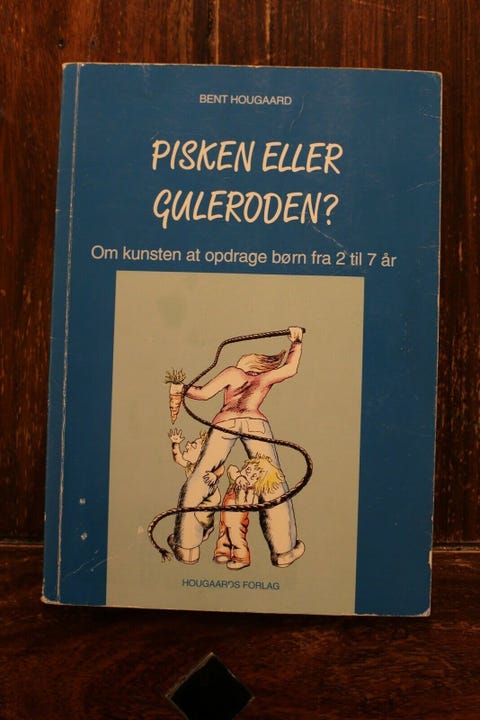 BENT HOUGAARD
PISKEN ELLER
GULERODEN?
Om kunsten at opdrage børn fra 2 til 7 år
HOUGAARDS FORLAG